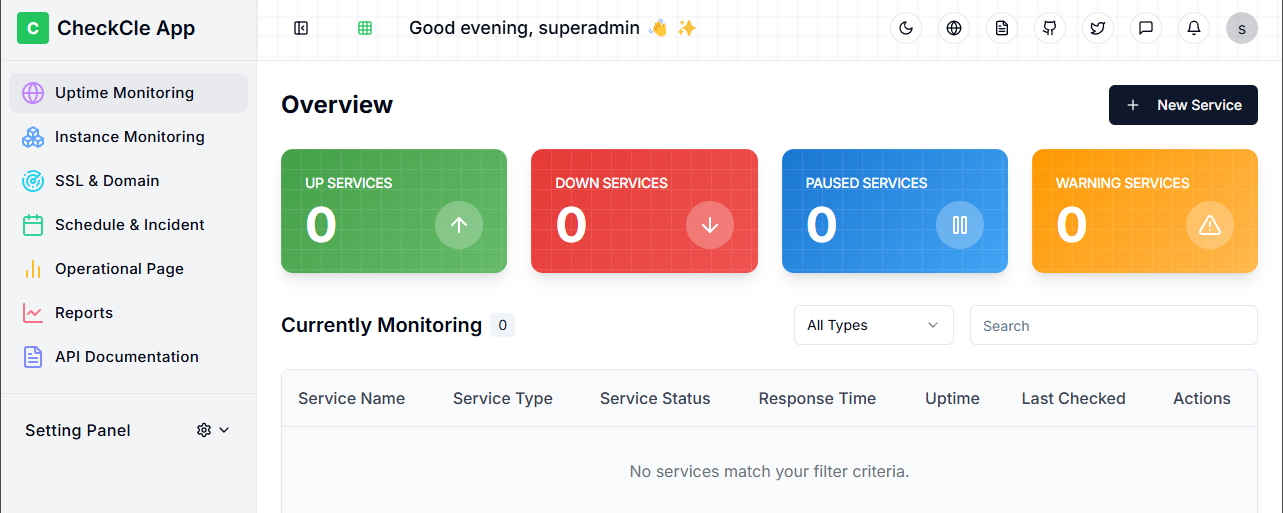 C CheckCle App
Good evening, superadmin 👋 ✨
s
Uptime Monitoring
Instance Monitoring
SSL & Domain
Schedule & Incident
Operational Page
Reports
API Documentation
Setting Panel
Overview
+ New Service
UP SERVICES
0
DOWN SERVICES
0
PAUSED SERVICES
0
WARNING SERVICES
0
Currently Monitoring 0
All Types
Search
Service Name Service Type Service Status Response Time Uptime Last Checked Actions
No services match your filter criteria.